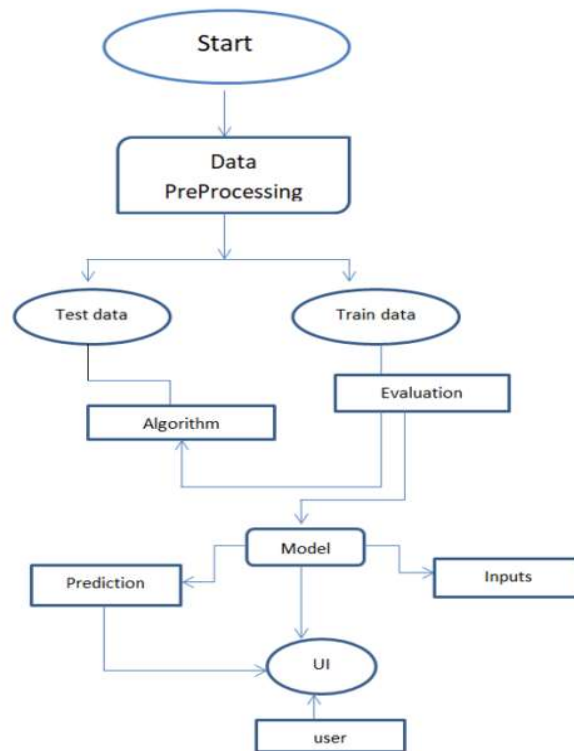 Start
Data
PreProcessing
Test data
Train data
Evaluation
Algorithm
Model
Prediction
Inputs
UI
user